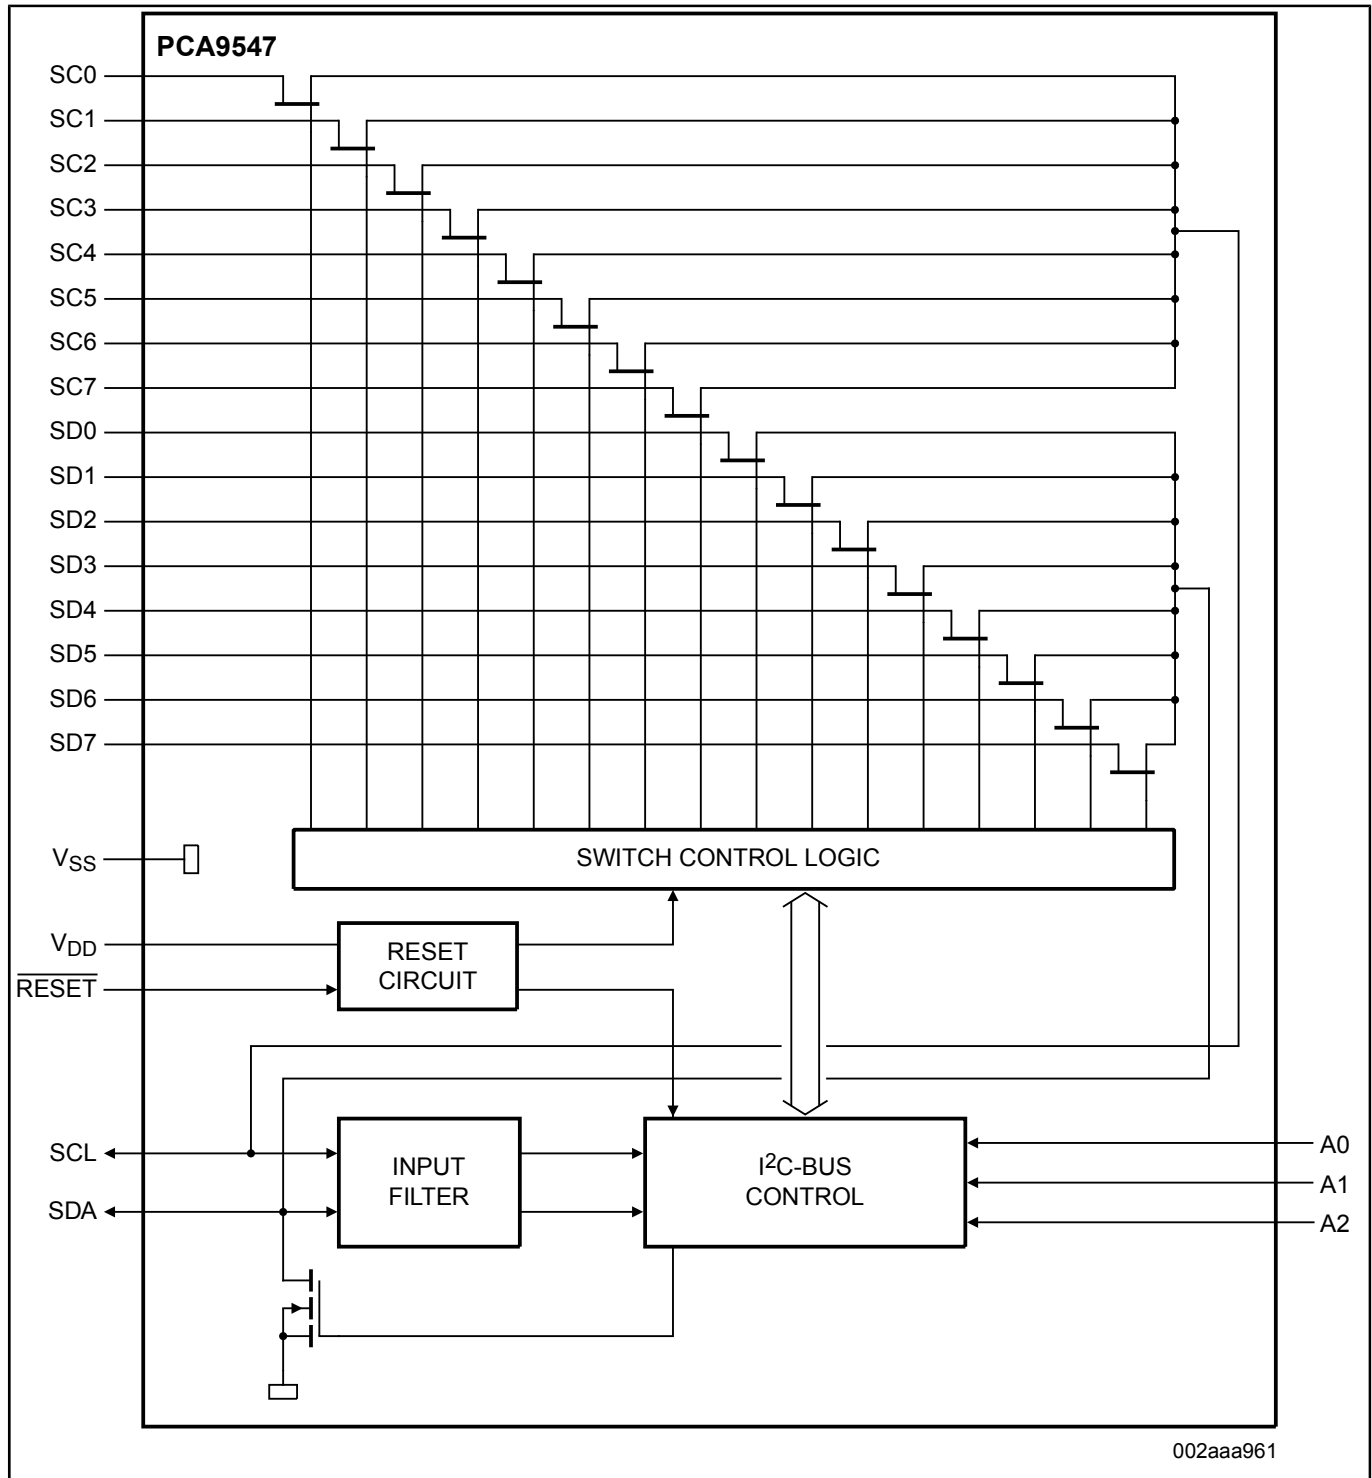 PCA9547
SC0
SC1
SC2
SC3
SC4
SC5
SC6
SC7
SD0
SD1
SD2
SD3
SD4
SD5
SD6
SD7
VSS
SWITCH CONTROL LOGIC
VDD
RESET
RESET
CIRCUIT
SCL
SDA
INPUT
FILTER
I²C-BUS
CONTROL
A0
A1
A2
002aaa961